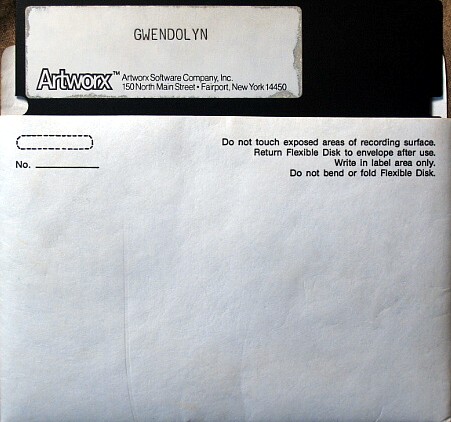 GWENDOLYN
Artworx™ Artworx Software Company, Inc.
150 North Main Street • Fairport, New York 14450
Do not touch exposed areas of recording surface.
Return Flexible Disk to envelope after use.
Write in label area only.
Do not bend or fold Flexible Disk.
No.